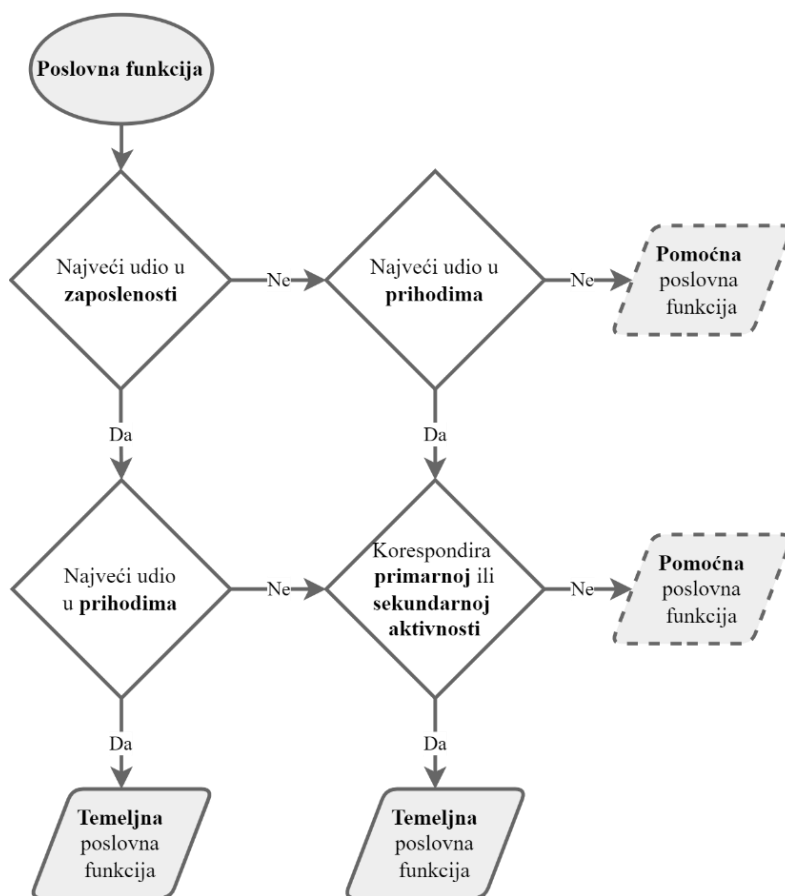 Poslovna funkcija
Najveći udio u
zaposlenosti
Ne
Najveći udio u
prihodima
Ne
Pomoćna
poslovna
funkcija
Da
Da
Najveći udio
u prihodima
Ne
Korespondira
primarnoj ili
sekundarnoj
aktivnosti
Ne
Pomoćna
poslovna
funkcija
Da
Da
Temeljna
poslovna
funkcija
Temeljna
poslovna
funkcija